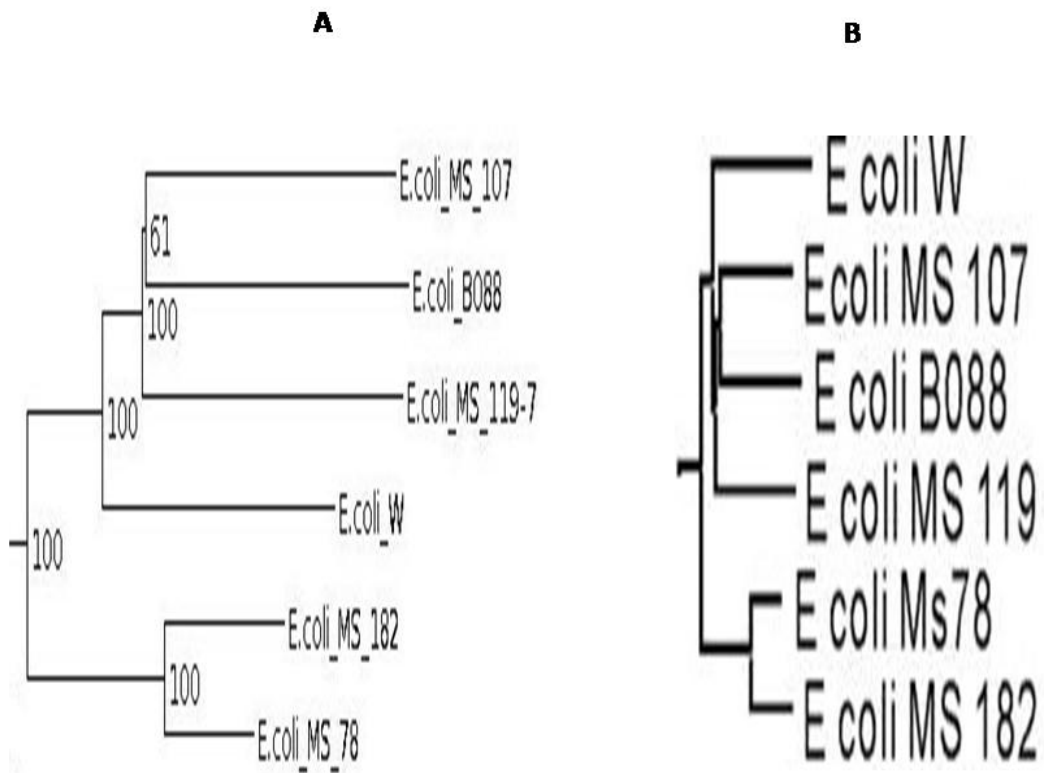 A
B
E.coli_MS_107
61
E.coli_B088
100
E.coli_MS_119-7
100
E.coli_W
100
E.coli_MS_182
100
E.coli_MS_78
E coli W
E coli MS 107
E coli B088
E coli MS 119
E coli Ms78
E coli MS 182